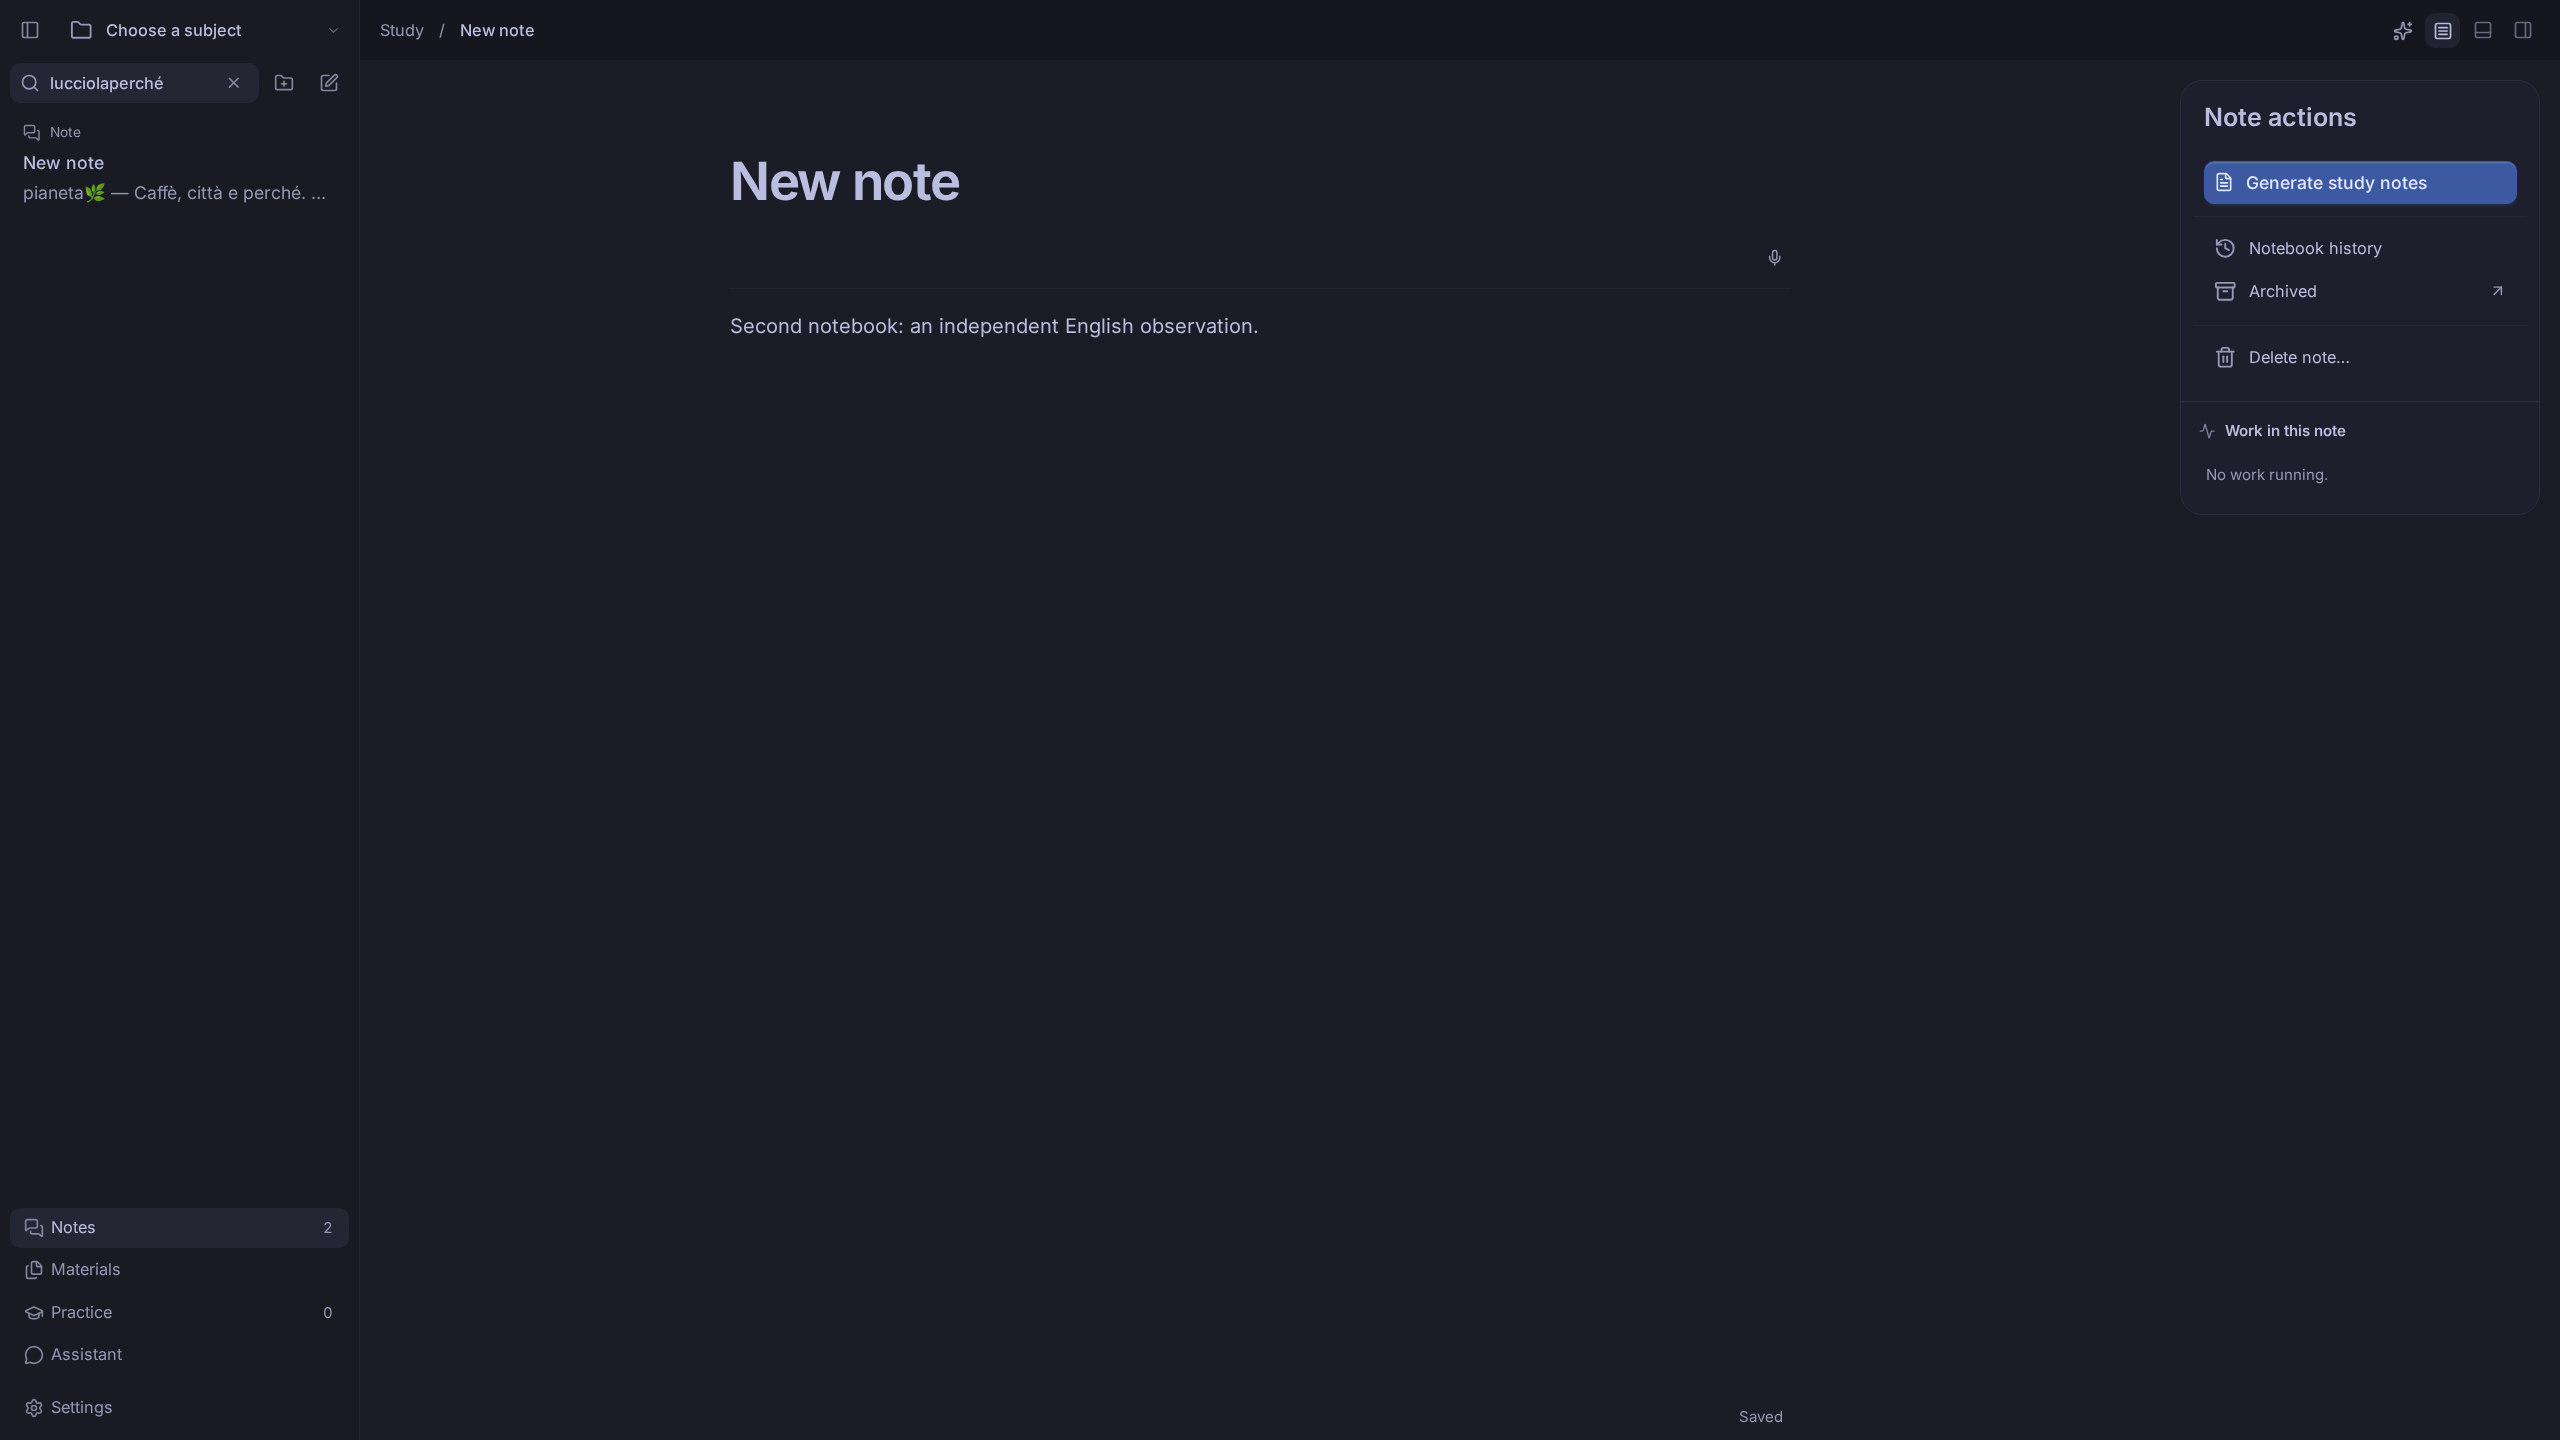 Choose a subject
Study / New note
lucciolaperché
Note
New note
pianeta🌿 — Caffè, città e perché. ...
New note
Second notebook: an independent English observation.
Note actions
Generate study notes
Notebook history
Archived
Delete note...
Work in this note
No work running.
Notes 2
Materials
Practice 0
Assistant
Settings
Saved